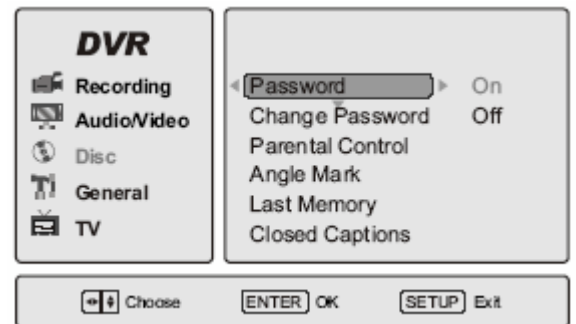 DVR
Recording
Audio/Video
Disc
General
TV
Password On
Change Password Off
Parental Control
Angle Mark
Last Memory
Closed Captions
Choose ENTER OK SETUP Exit